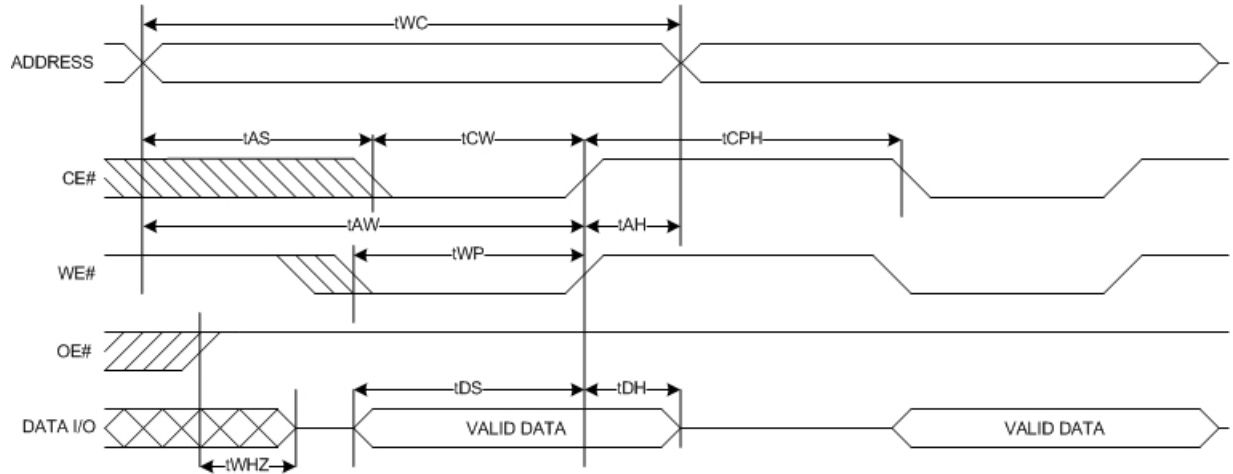 tWC
ADDRESS
tAS
tCW
tCPH
CE#
tAW
tAH
WE#
tWP
OE#
tDS
tDH
DATA I/O
VALID DATA
VALID DATA
tWHZ